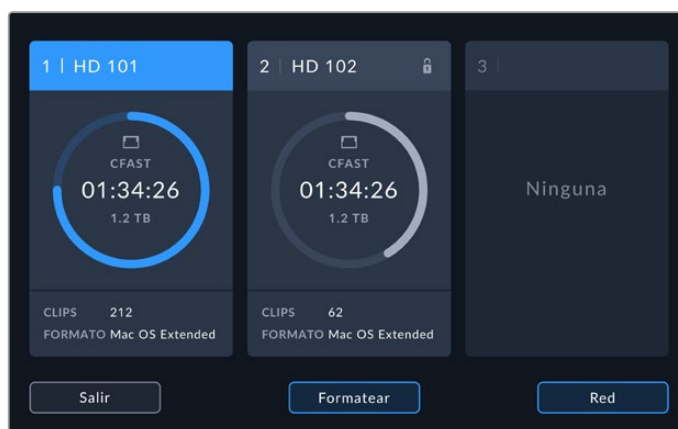 1 | HD 101
CFAST
01:34:26
1.2 TB
CLIPS 212
FORMATO Mac OS Extended
2 | HD 102
CFAST
01:34:26
1.2 TB
CLIPS 62
FORMATO Mac OS Extended
3 |
Ninguna
Salir
Formatear
Red